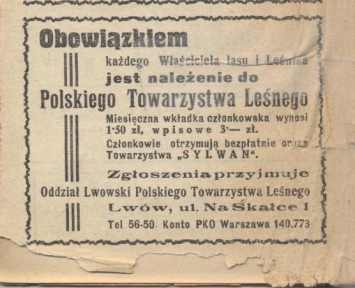 Obowiązkiem
każdego Właściciela lasu i Leśnika
jest należenie do
Polskiego Towarzystwa Leśnego
Miesięczna wkładka członkowska wynosi
1·50 zł, wpisowe 3·— zł.
Członkowie otrzymują bezpłatnie organ
Towarzystwa „SYLWAN".
Zgłoszenia przyjmuje
Oddział Lwowski Polskiego Towarzystwa Leśnego
Lwów, ul. Na Skałce 1
Tel 56-50. Konto PKO Warszawa 140.773